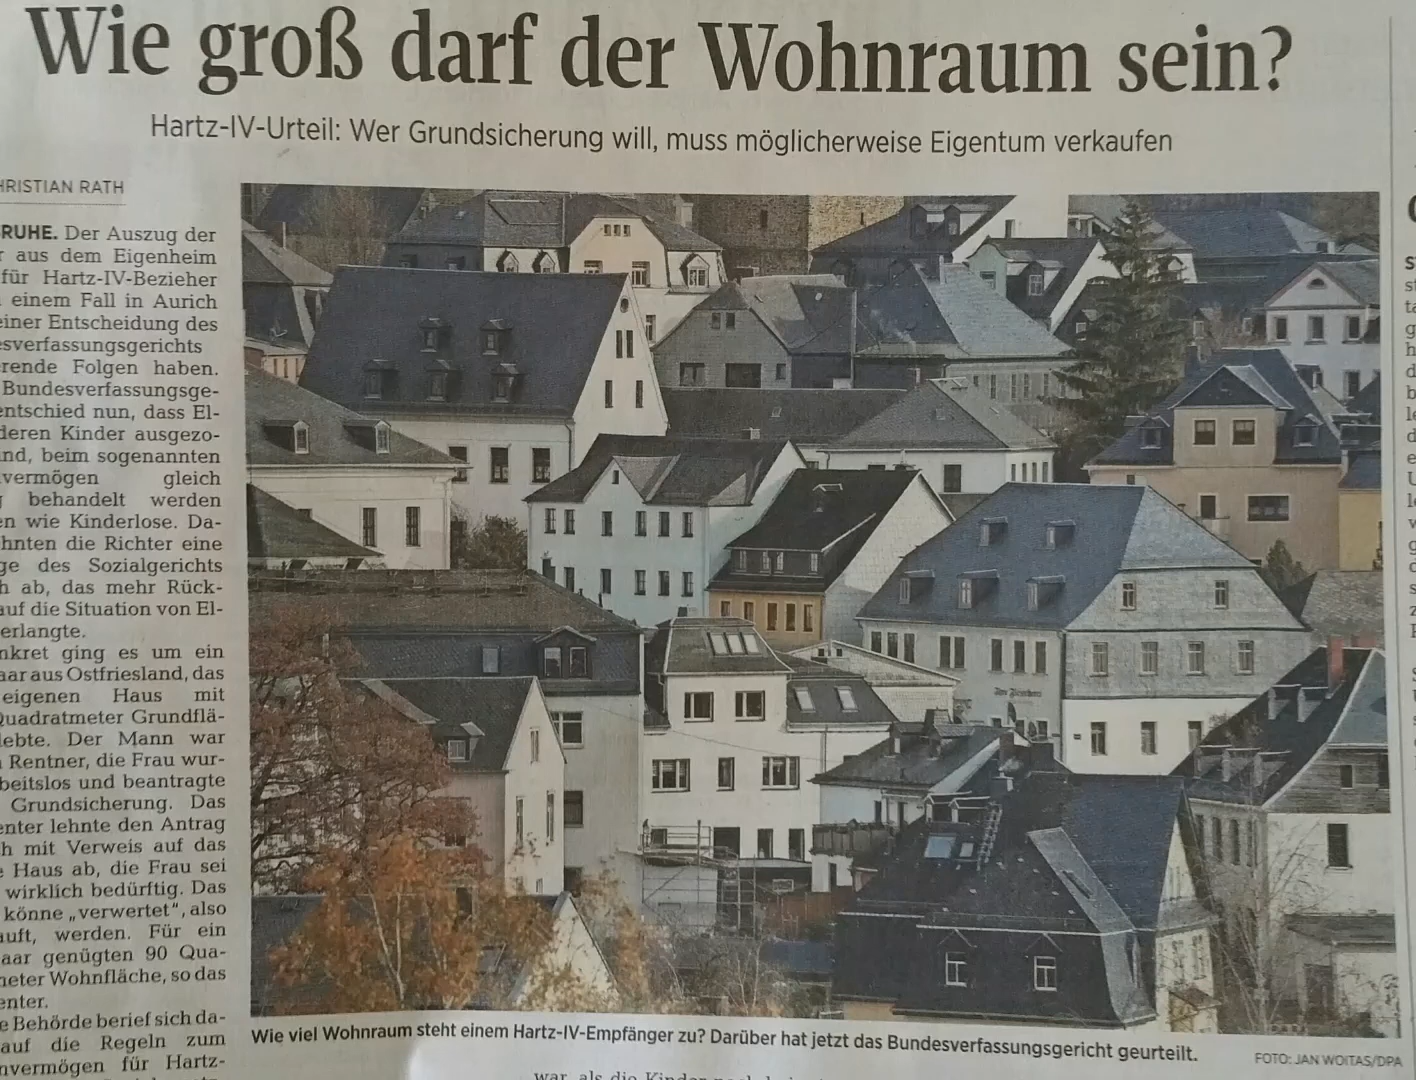 Wie groß darf der Wohnraum sein?
Hartz-IV-Urteil: Wer Grundsicherung will, muss möglicherweise Eigentum verkaufen
HRISTIAN RATH
RUHE. Der Auszug der
r aus dem Eigenheim
für Hartz-IV-Bezieher
einem Fall in Aurich
einer Entscheidung des
esverfassungsgerichts
rende Folgen haben.
Bundesverfassungsge-
entschied nun, dass El-
deren Kinder ausgezo-
nd, beim sogenannten
vermögen gleich
g behandelt werden
en wie Kinderlose. Da-
hnten die Richter eine
ge des Sozialgerichts
h ab, das mehr Rück-
auf die Situation von El-
erlangte.
nkret ging es um ein
aar aus Ostfriesland, das
eigenen Haus mit
Quadratmeter Grundflä-
lebte. Der Mann war
Rentner, die Frau wur-
beitslos und beantragte
Grundsicherung. Das
enter lehnte den Antrag
h mit Verweis auf das
e Haus ab, die Frau sei
wirklich bedürftig. Das
könne „verwertet“, also
auft, werden. Für ein
aar genügten 90 Qua-
meter Wohnfläche, so das
enter.
e Behörde berief sich da-
auf die Regeln zum
nvermögen für Hartz-
Wie viel Wohnraum steht einem Hartz-IV-Empfänger zu? Darüber hat jetzt das Bundesverfassungsgericht geurteilt.
FOTO: JAN WOITAS/DPA
war, als die Kinder noch